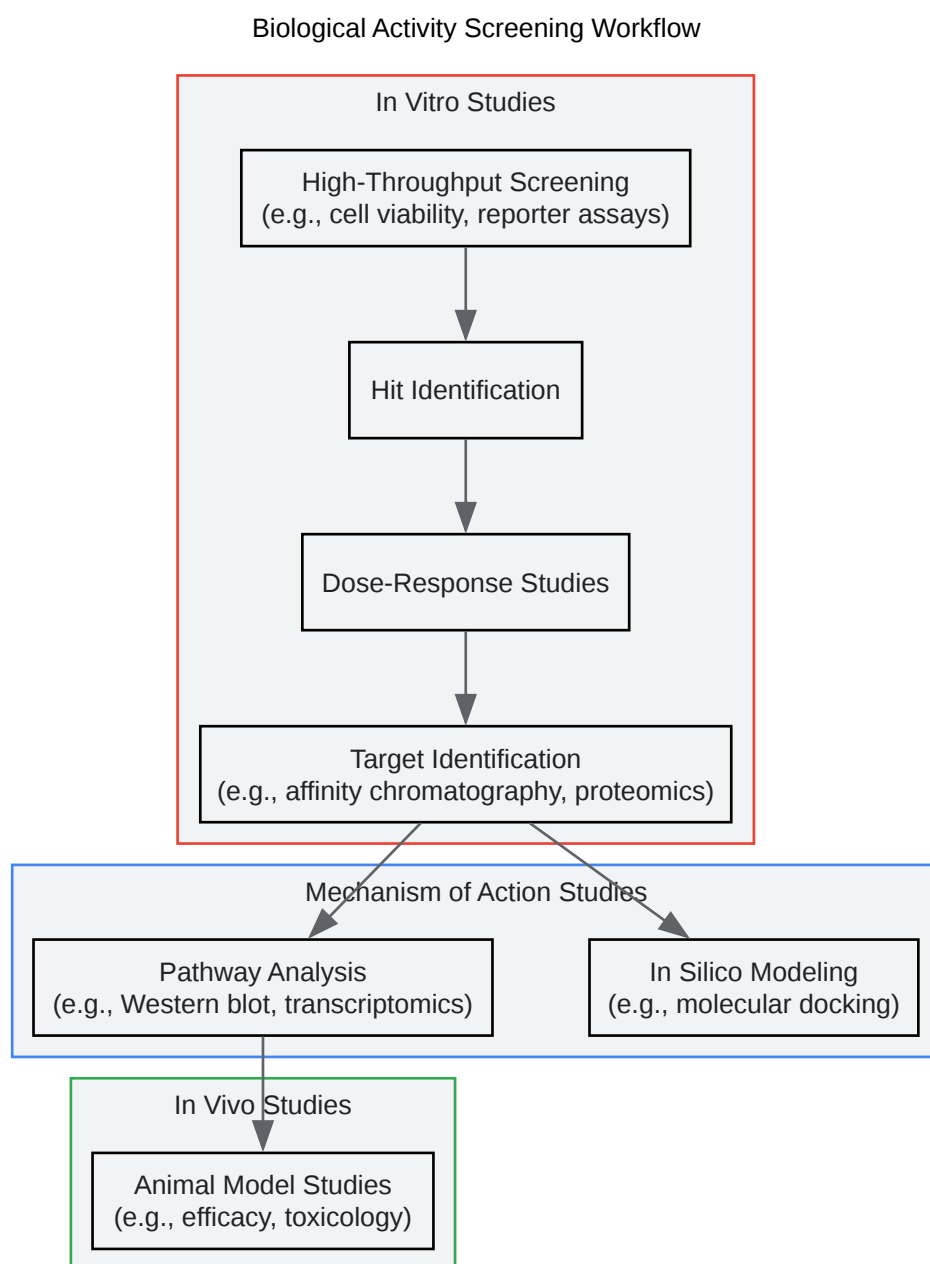 Biological Activity Screening Workflow
In Vitro Studies
High-Throughput Screening
(e.g., cell viability, reporter assays)
Hit Identification
Dose-Response Studies
Target Identification
(e.g., affinity chromatography, proteomics)
Mechanism of Action Studies
Pathway Analysis
(e.g., Western blot, transcriptomics)
In Silico Modeling
(e.g., molecular docking)
In Vivo Studies
Animal Model Studies
(e.g., efficacy, toxicology)